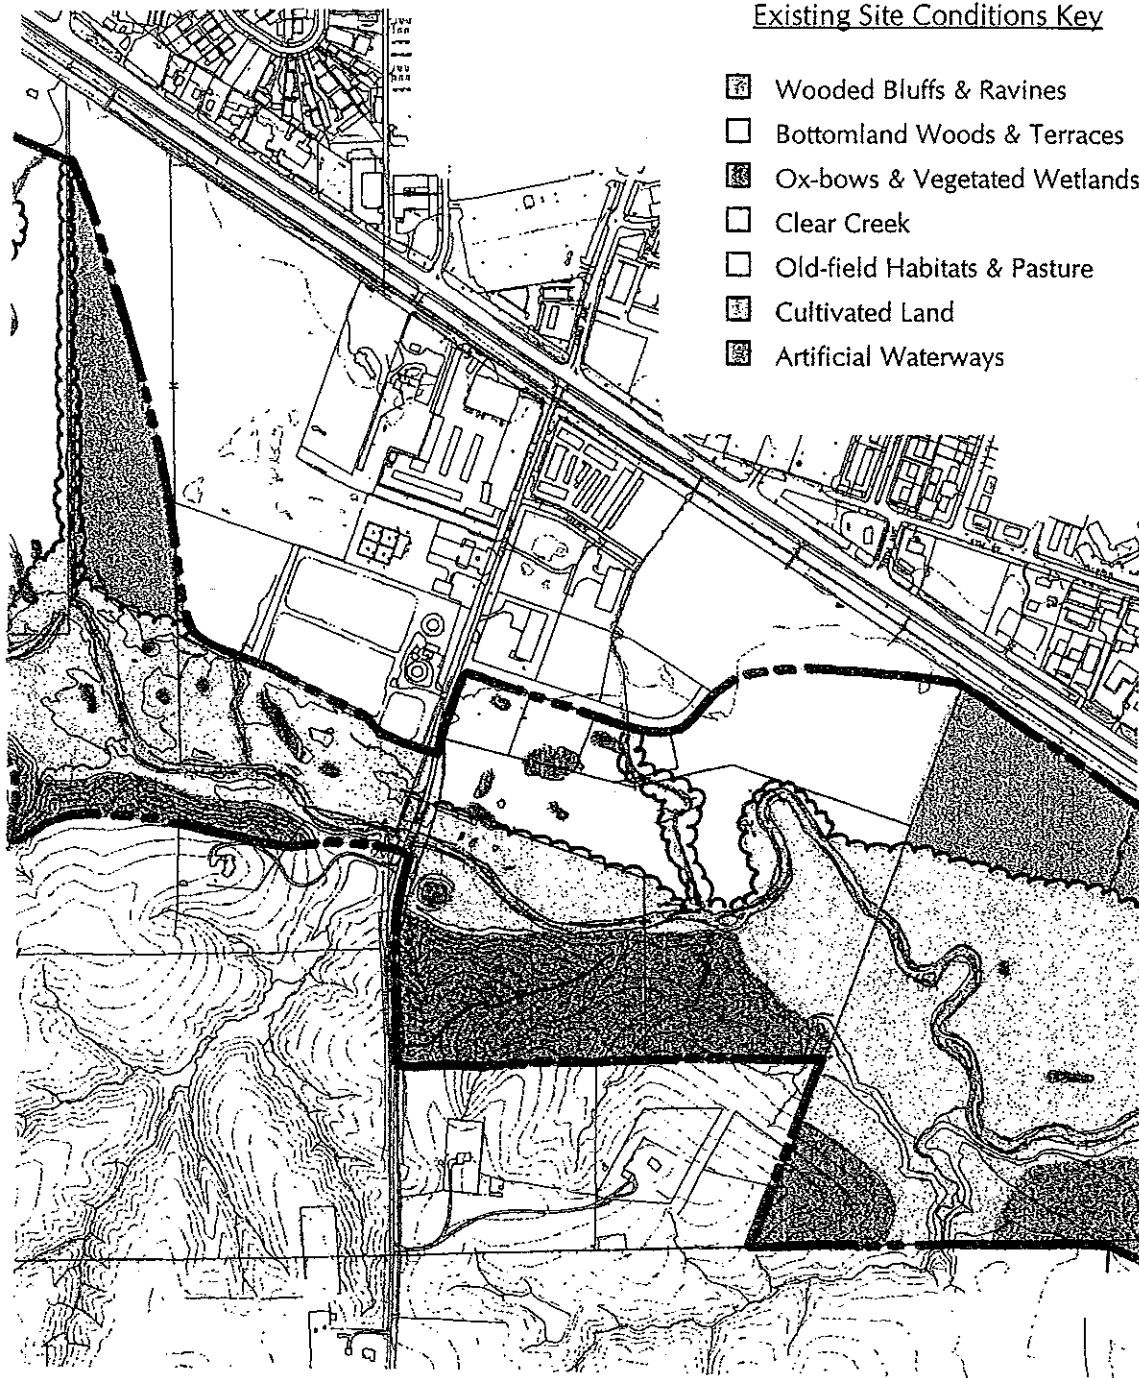 Existing Site Conditions Key
Wooded Bluffs & Ravines
Bottomland Woods & Terraces
Ox-bows & Vegetated Wetlands
Clear Creek
Old-field Habitats & Pasture
Cultivated Land
Artificial Waterways